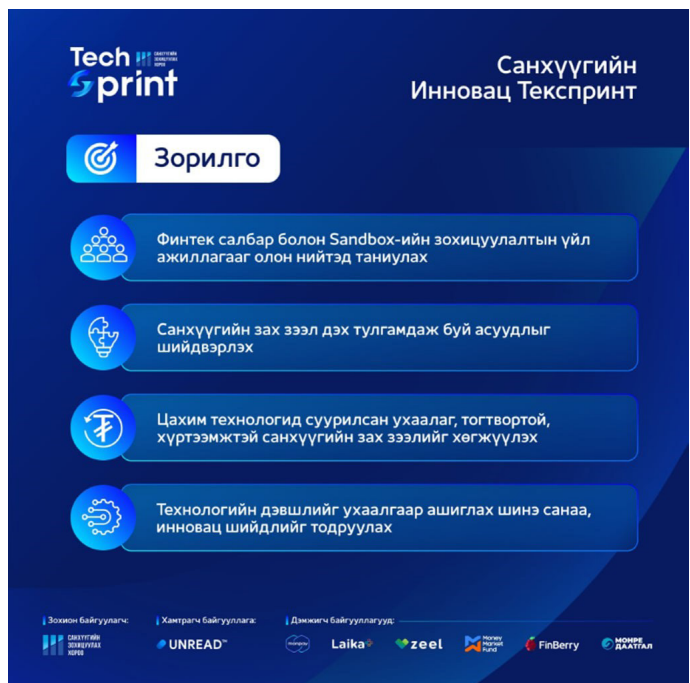 Tech
САНХҮҮГИЙН
ЗОХИЦУУЛАХ
ХОРОО
Sprint
Санхүүгийн
Инновац Текспринт
Зорилго
Финтек салбар болон Sandbox-ийн зохицуулалтын үйл
ажиллагааг олон нийтэд таниулах
Санхүүгийн зах зээл дэх тулгамдаж буй асуудлыг
шийдвэрлэх
Цахим технологид суурилсан ухаалаг, тогтвортой,
хүртээмжтэй санхүүгийн зах зээлийг хөгжүүлэх
Технологийн дэвшлийг ухаалгаар ашиглах шинэ санаа,
инновац шийдлийг тодруулах
Зохион байгуулагч:
САНХҮҮГИЙН
ЗОХИЦУУЛАХ
ХОРОО
Хамтрагч байгууллага:
UNREAD™
Дэмжигч байгууллагууд:
Laika
zeel
Money
Market
Fund
FinBerry
МОНРЕ
ДААТГАЛ